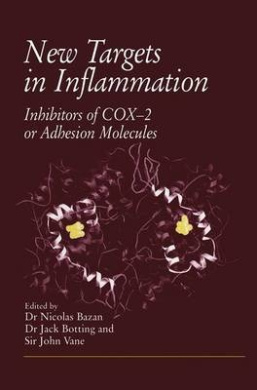 New Targets
in Inflammation
Inhibitors of COX–2
or Adhesion Molecules
Edited by
Dr Nicolas Bazan
Dr Jack Botting and
Sir John Vane